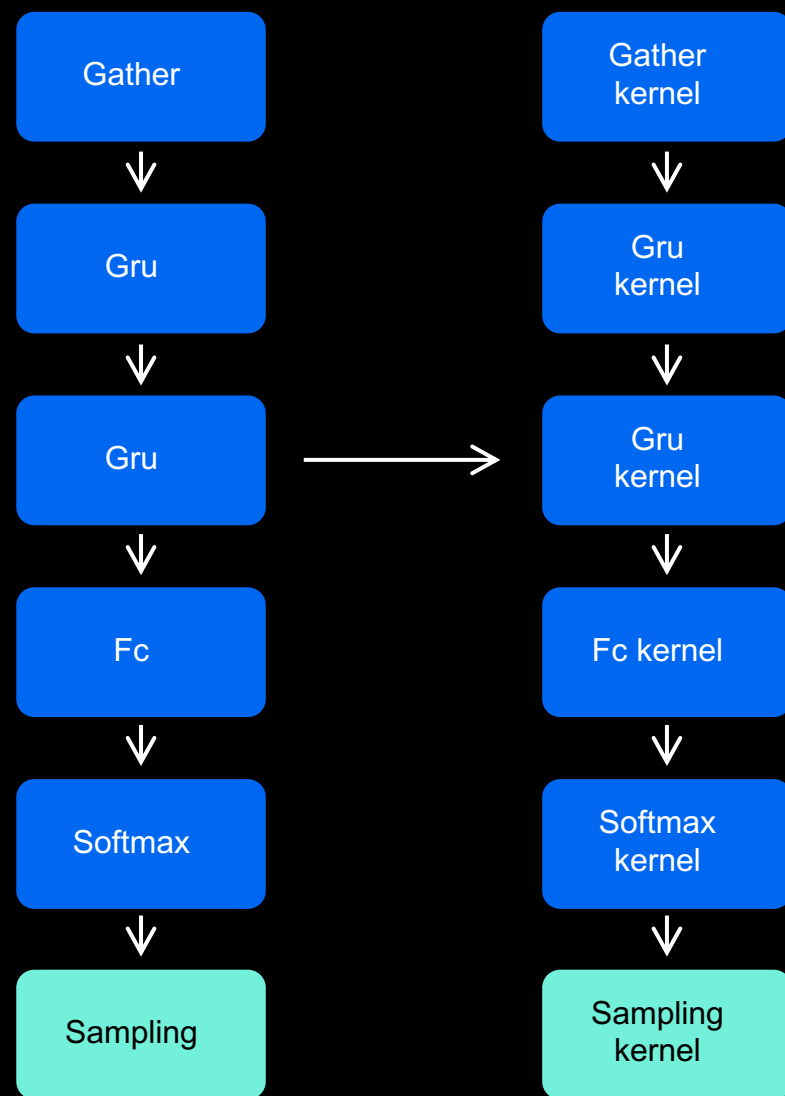 Gather
Gru
Gru
Fc
Softmax
Sampling
Gather
kernel
Gru
kernel
Gru
kernel
Fc kernel
Softmax
kernel
Sampling
kernel